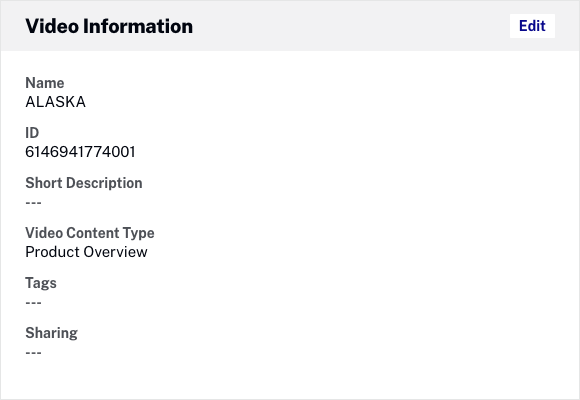 Video Information
Edit
Name
ALASKA
ID
6146941774001
Short Description
---
Video Content Type
Product Overview
Tags
---
Sharing
---